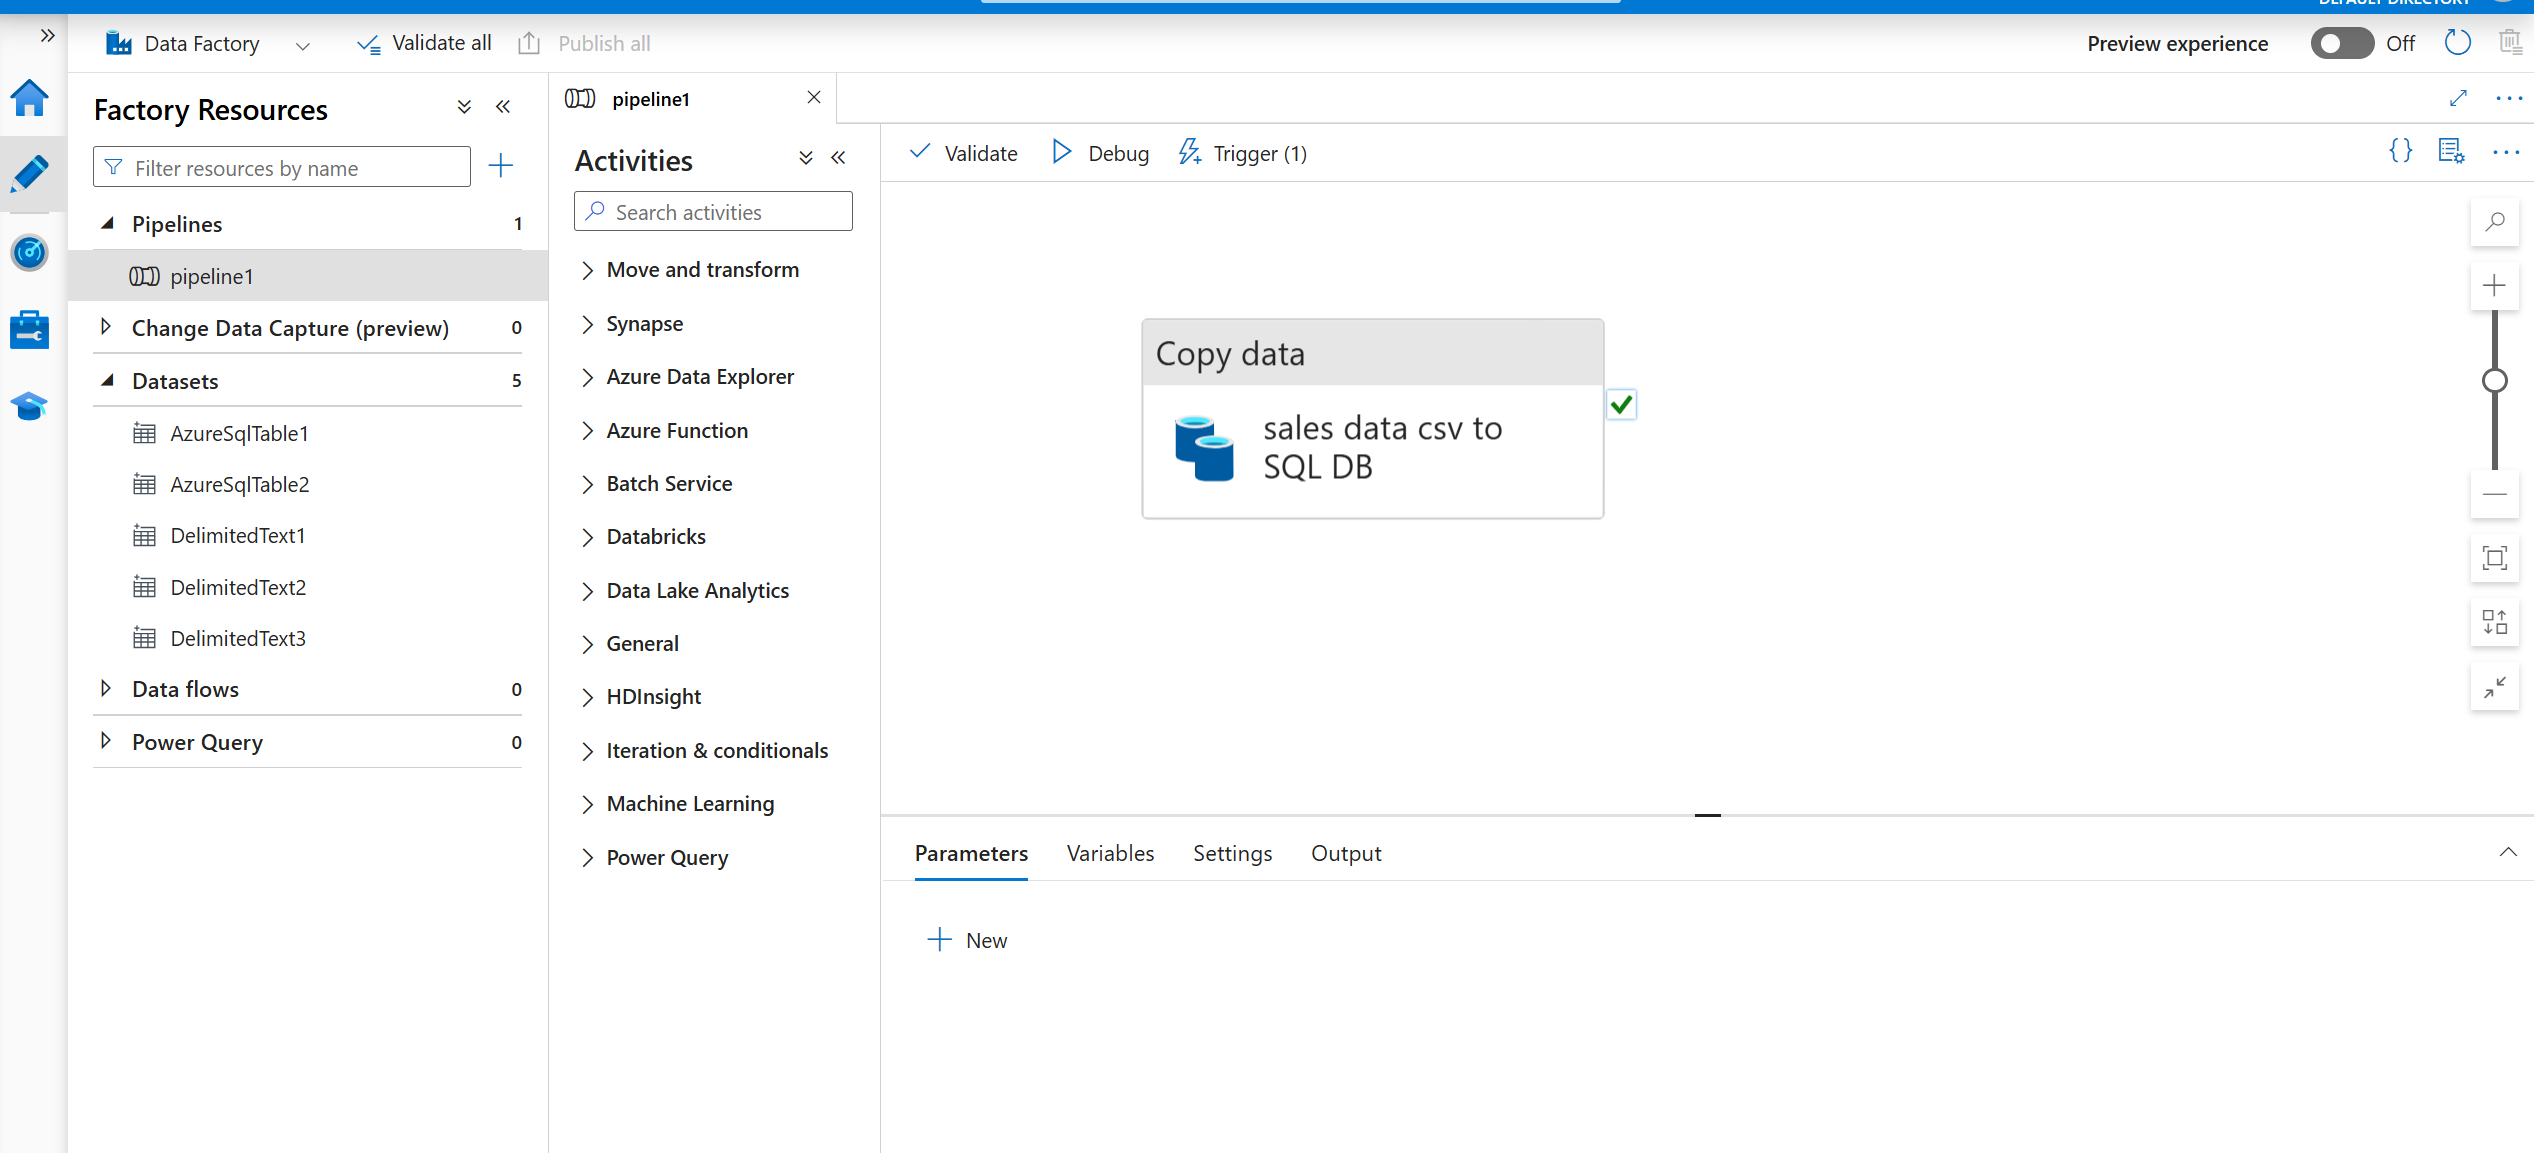 DEFAULT DIRECTORY
Data Factory
Validate all
Publish all
Preview experience
Off
Factory Resources
Filter resources by name
Pipelines 1
pipeline1
Change Data Capture (preview) 0
Datasets 5
AzureSqlTable1
AzureSqlTable2
DelimitedText1
DelimitedText2
DelimitedText3
Data flows 0
Power Query 0
pipeline1
Activities
Search activities
Move and transform
Synapse
Azure Data Explorer
Azure Function
Batch Service
Databricks
Data Lake Analytics
General
HDInsight
Iteration & conditionals
Machine Learning
Power Query
Validate
Debug
Trigger (1)
Copy data
sales data csv to
SQL DB
Parameters
Variables
Settings
Output
New